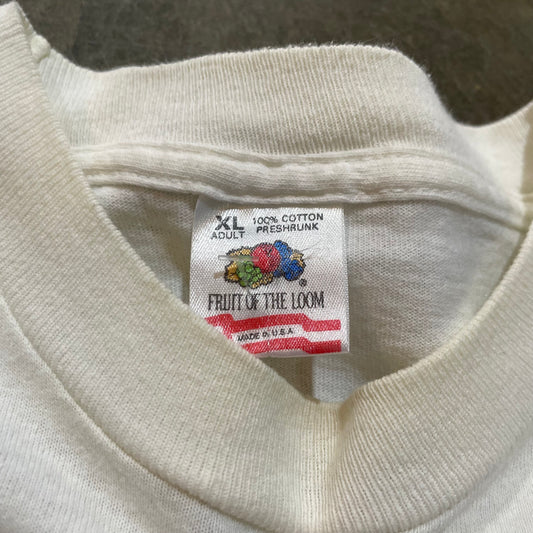 XL 100% COTTON
ADULT PRESHRUNK
®
FRUIT OF THE LOOM
MADE in U.S.A.